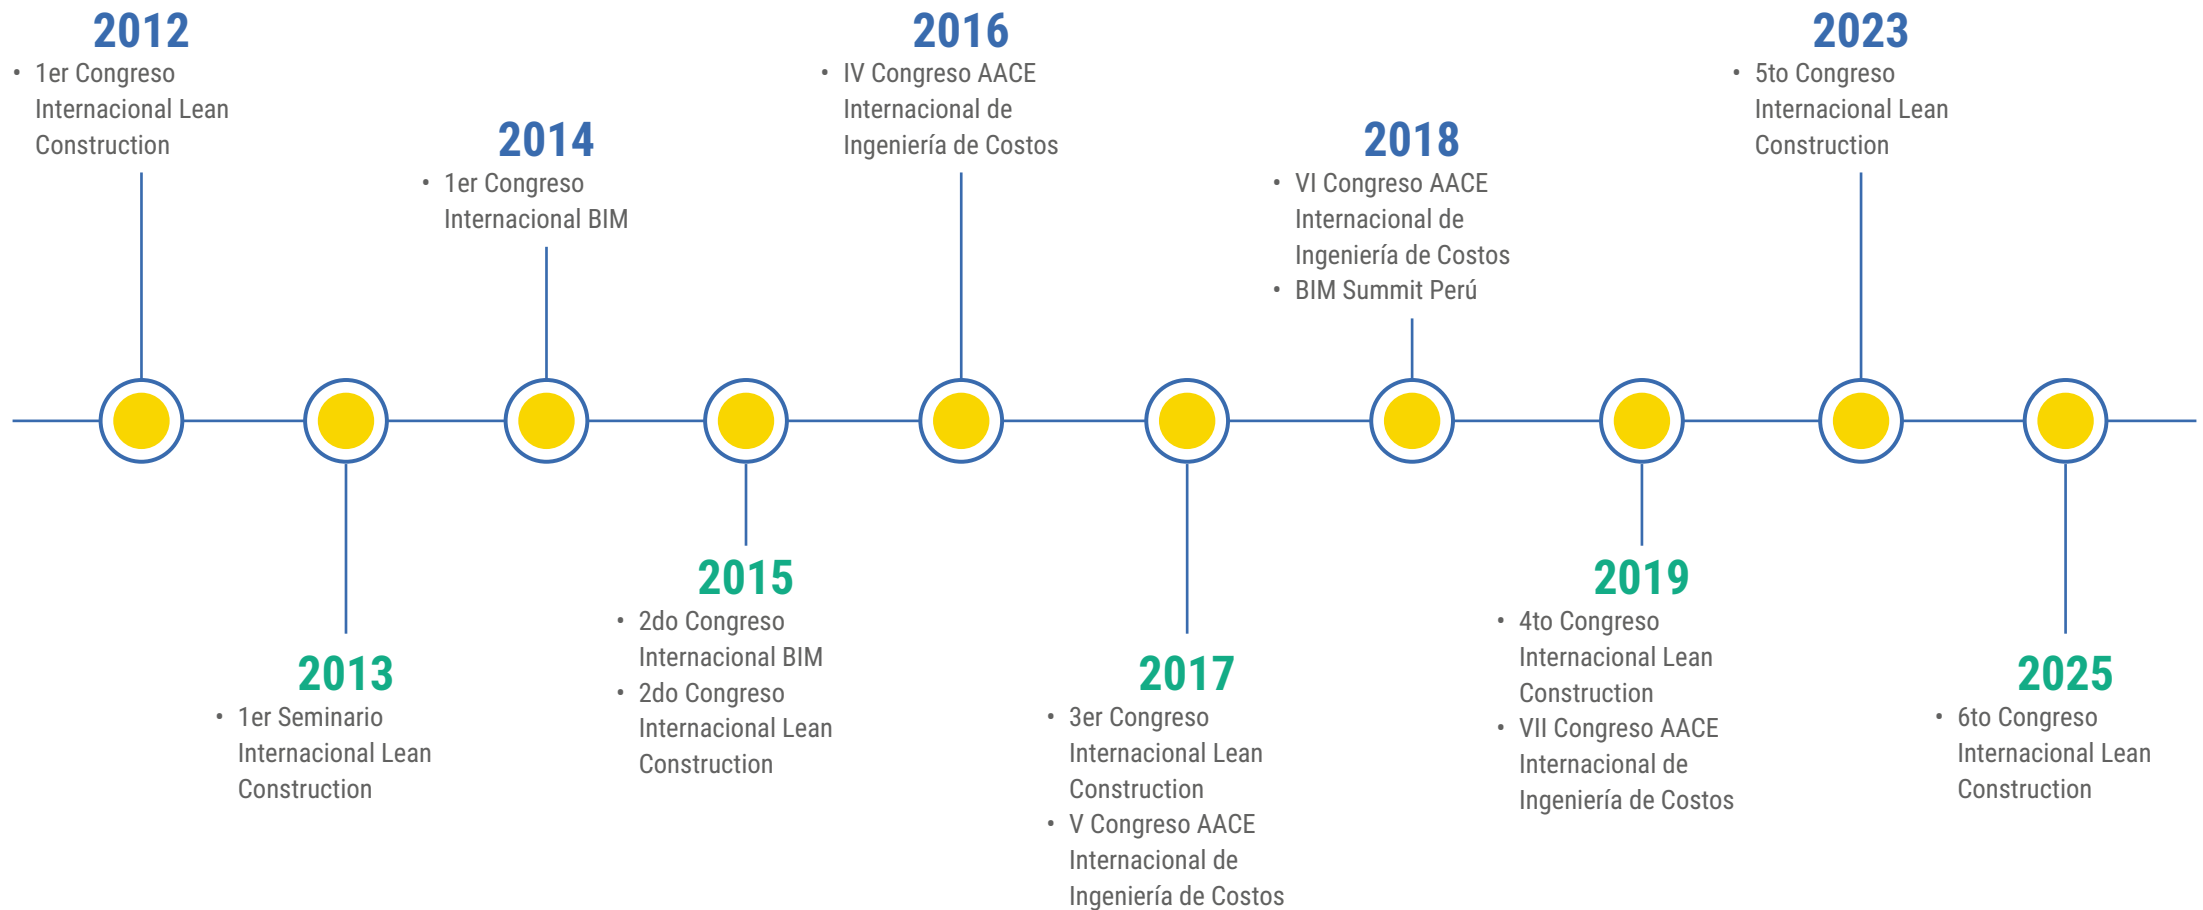 2012
• 1er Congreso
Internacional Lean
Construction
2013
• 1er Seminario
Internacional Lean
Construction
2014
• 1er Congreso
Internacional BIM
2015
• 2do Congreso
Internacional BIM
• 2do Congreso
Internacional Lean
Construction
2016
• IV Congreso AACE
Internacional de
Ingeniería de Costos
2017
• 3er Congreso
Internacional Lean
Construction
• V Congreso AACE
Internacional de
Ingeniería de Costos
2018
• VI Congreso AACE
Internacional de
Ingeniería de Costos
• BIM Summit Perú
2019
• 4to Congreso
Internacional Lean
Construction
• VII Congreso AACE
Internacional de
Ingeniería de Costos
2023
• 5to Congreso
Internacional Lean
Construction
2025
• 6to Congreso
Internacional Lean
Construction